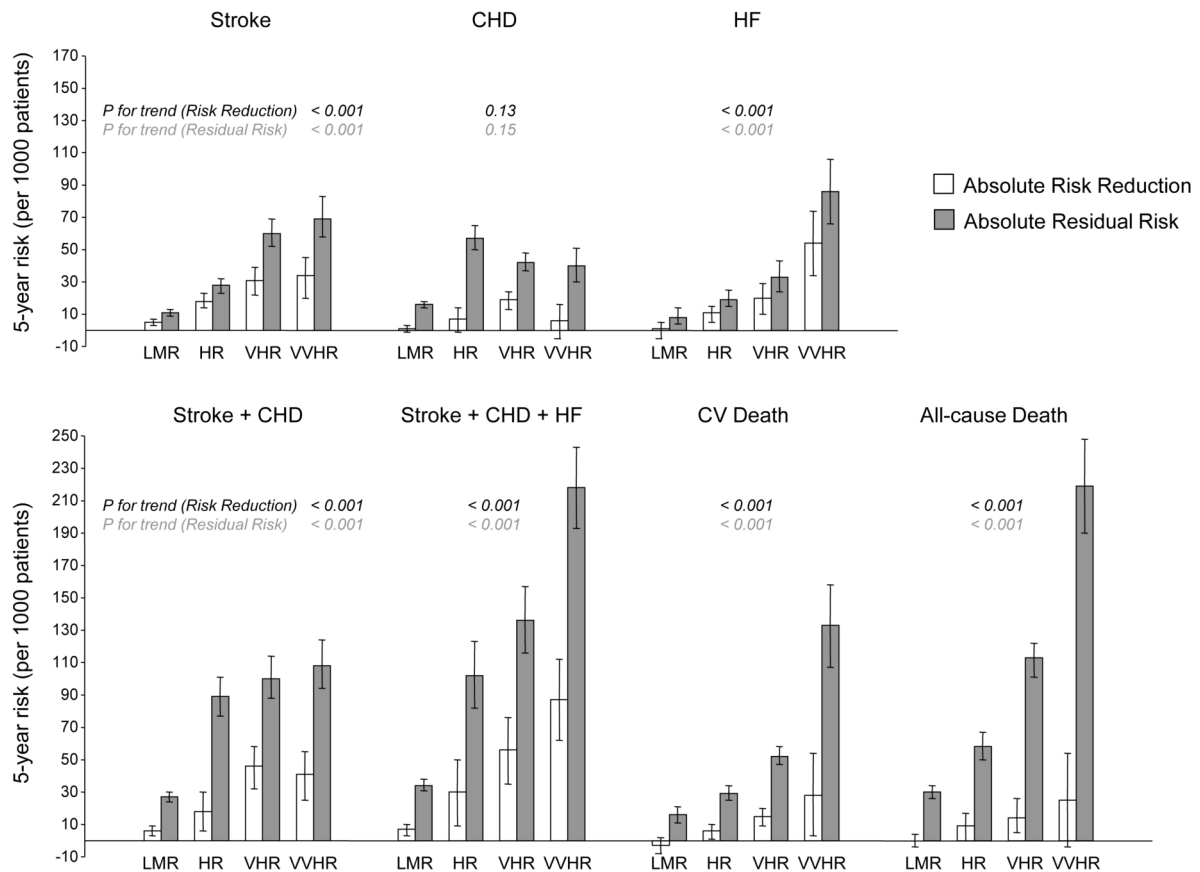 Stroke CHD HF
5-year risk (per 1000 patients)
170
150
130
110
90
70
50
30
10
-10
P for trend (Risk Reduction) < 0.001 0.13 < 0.001
P for trend (Residual Risk) < 0.001 0.15 < 0.001
LMR HR VHR VVHR LMR HR VHR VVHR LMR HR VHR VVHR
Absolute Risk Reduction
Absolute Residual Risk
Stroke + CHD Stroke + CHD + HF CV Death All-cause Death
5-year risk (per 1000 patients)
250
230
210
190
170
150
130
110
90
70
50
30
10
-10
P for trend (Risk Reduction) < 0.001 < 0.001 < 0.001 < 0.001
P for trend (Residual Risk) < 0.001 < 0.001 < 0.001 < 0.001
LMR HR VHR VVHR LMR HR VHR VVHR LMR HR VHR VVHR LMR HR VHR VVHR